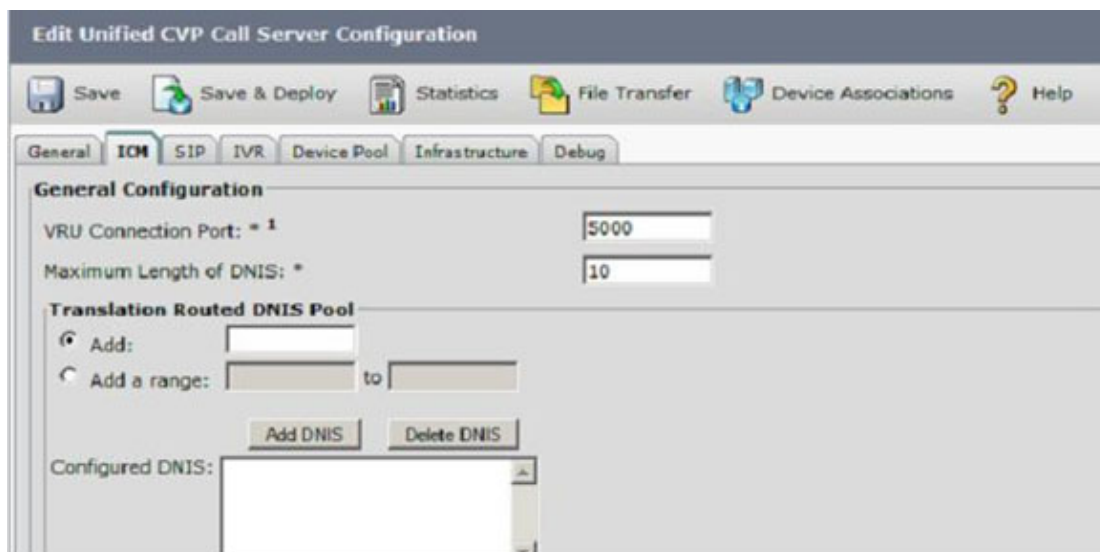 Edit Unified CVP Call Server Configuration
Save Save & Deploy Statistics File Transfer Device Associations Help
General ICM SIP IVR Device Pool Infrastructure Debug
General Configuration
VRU Connection Port: * 1 5000
Maximum Length of DNIS: * 10
Translation Routed DNIS Pool
Add:
Add a range: to
Add DNIS Delete DNIS
Configured DNIS: